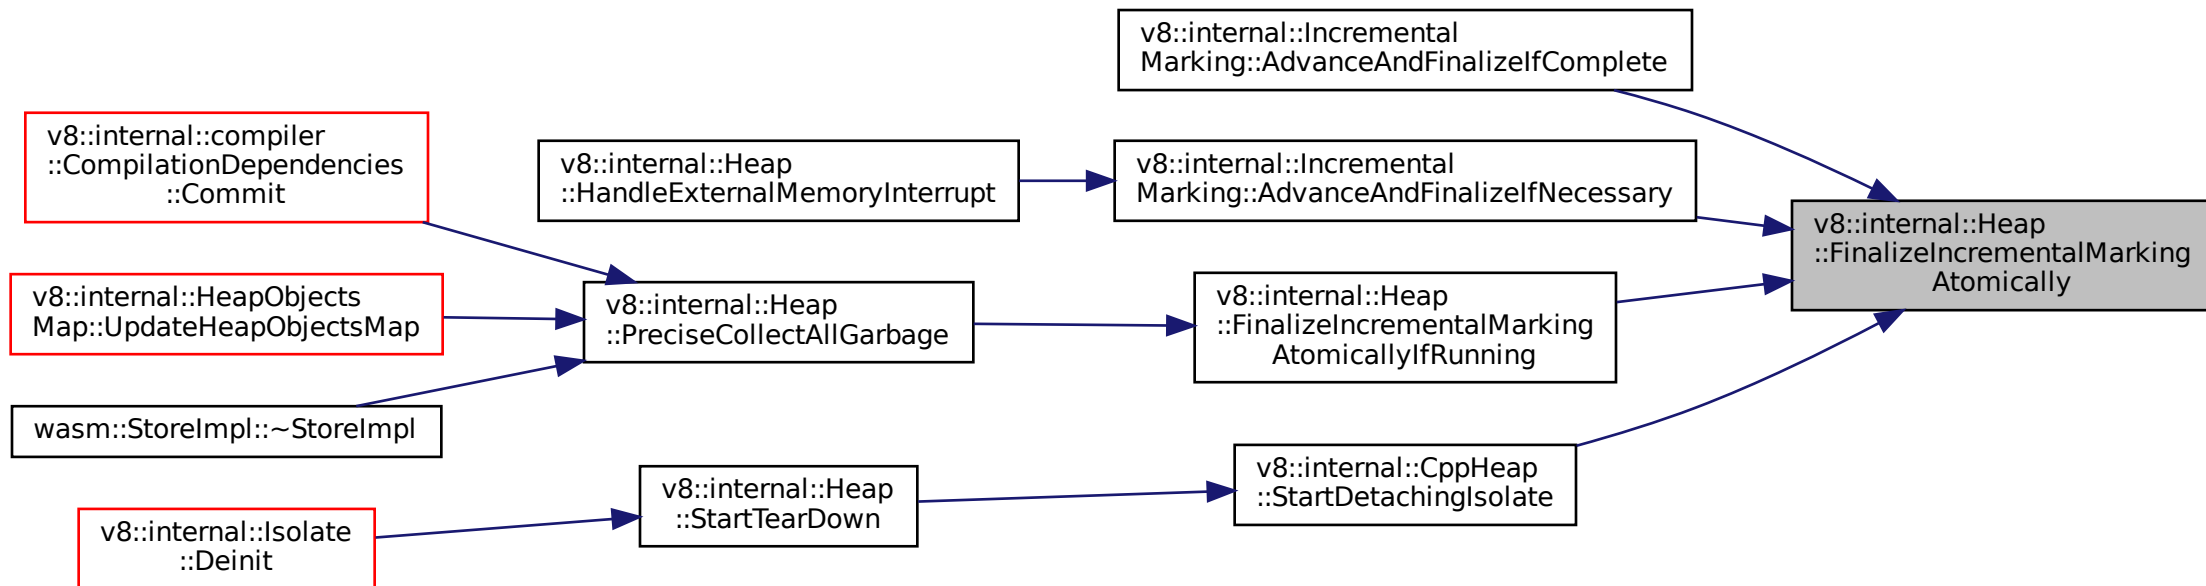 v8::internal::Incremental
Marking::AdvanceAndFinalizeIfComplete
v8::internal::compiler
::CompilationDependencies
::Commit
v8::internal::Heap
::HandleExternalMemoryInterrupt
v8::internal::Incremental
Marking::AdvanceAndFinalizeIfNecessary
v8::internal::Heap
::FinalizeIncrementalMarking
Atomically
v8::internal::HeapObjects
Map::UpdateHeapObjectsMap
v8::internal::Heap
::PreciseCollectAllGarbage
v8::internal::Heap
::FinalizeIncrementalMarking
AtomicallyIfRunning
wasm::StoreImpl::~StoreImpl
v8::internal::Isolate
::Deinit
v8::internal::Heap
::StartTearDown
v8::internal::CppHeap
::StartDetachingIsolate